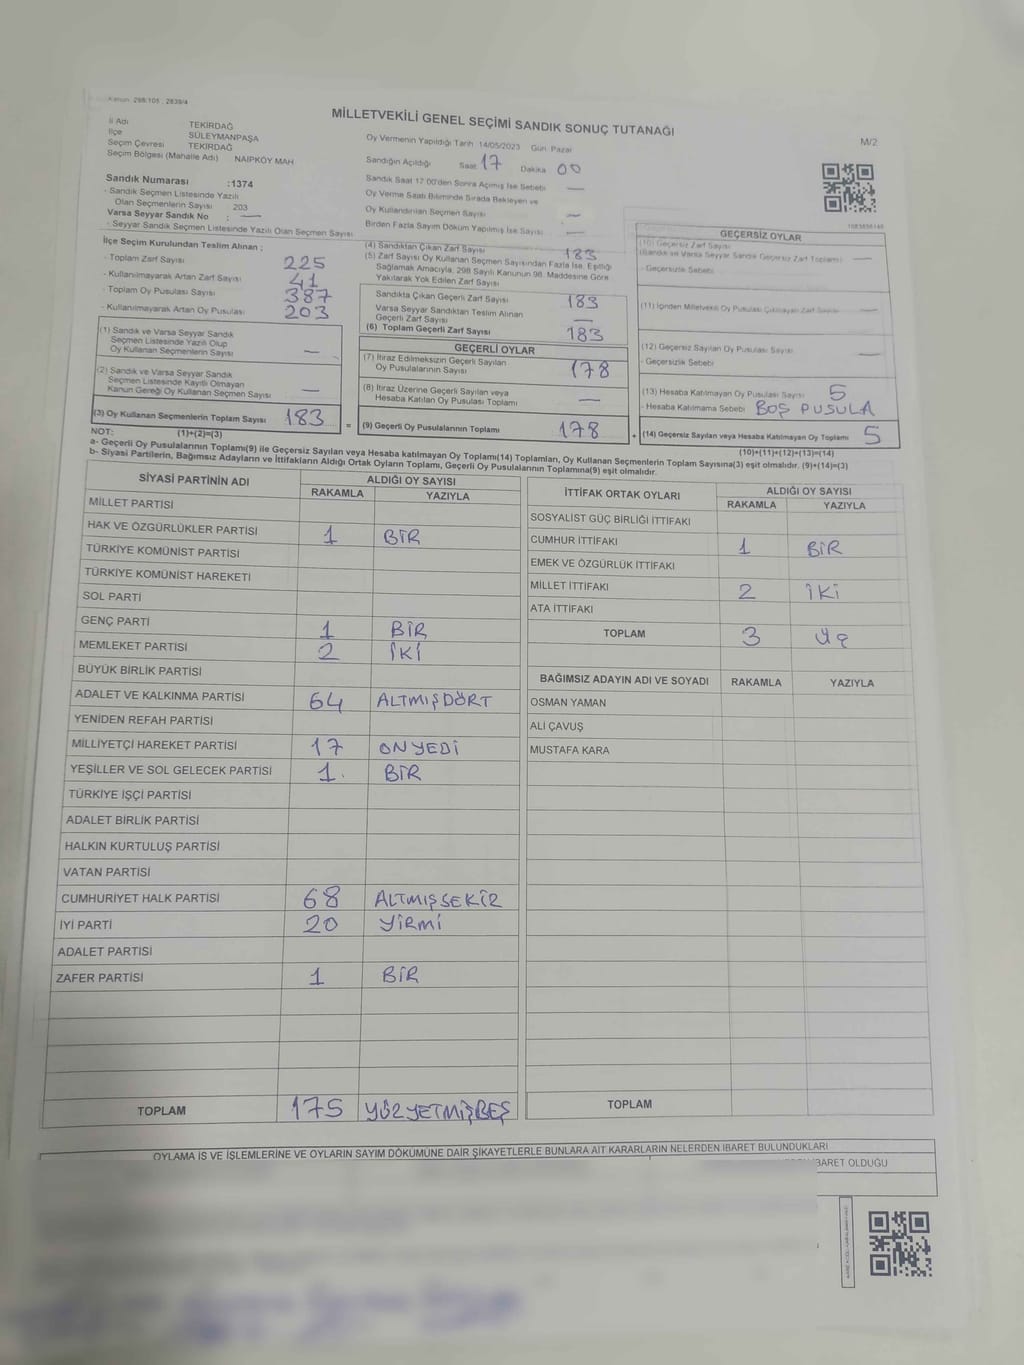 Kanun: 298/105 , 2839/4
MİLLETVEKİLİ GENEL SEÇİMİ SANDIK SONUÇ TUTANAĞI
M/2
İl Adı TEKİRDAĞ
İlçe SÜLEYMANPAŞA
Seçim Çevresi TEKİRDAĞ
Seçim Bölgesi (Mahalle Adı) NAIPKÖY MAH
Oy Vermenin Yapıldığı Tarih 14/05/2023 Gün Pazar
Sandığın Açıldığı Saat 17 Dakika 00
Sandık Saat 17:00'den Sonra Açılmış İse Sebebi —
Oy Verme Saati Bitiminde Sırada Bekleyen ve
Oy Kullandırılan Seçmen Sayısı —
Birden Fazla Sayım Döküm Yapılmış İse Sayısı —
Sandık Numarası :1374
- Sandık Seçmen Listesinde Yazılı
Olan Seçmenlerin Sayısı 203
Varsa Seyyar Sandık No : —
- Seyyar Sandık Seçmen Listesinde Yazılı Olan Seçmen Sayısı
İlçe Seçim Kurulundan Teslim Alınan ;
- Toplam Zarf Sayısı 225
- Kullanılmayarak Artan Zarf Sayısı 41
- Toplam Oy Pusulası Sayısı 387
- Kullanılmayarak Artan Oy Pusulası 203
(1) Sandık ve Varsa Seyyar Sandık
Seçmen Listesinde Yazılı Olup
Oy Kullanan Seçmenlerin Sayısı —
(2) Sandık ve Varsa Seyyar Sandık
Seçmen Listesinde Kayıtlı Olmayan
Kanun Gereği Oy Kullanan Seçmen Sayısı —
(3) Oy Kullanan Seçmenlerin Toplam Sayısı 183
(1)+(2)=(3)
(4) Sandıktan Çıkan Zarf Sayısı 183
(5) Zarf Sayısı Oy Kullanan Seçmen Sayısından Fazla İse, Eşitliği
Sağlamak Amacıyla, 298 Sayılı Kanunun 98. Maddesine Göre
Yakılarak Yok Edilen Zarf Sayısı
Sandıkta Çıkan Geçerli Zarf Sayısı 183
Varsa Seyyar Sandıktan Teslim Alınan
Geçerli Zarf Sayısı —
(6) Toplam Geçerli Zarf Sayısı 183
GEÇERLİ OYLAR
(7) İtiraz Edilmeksizin Geçerli Sayılan
Oy Pusulalarının Sayısı 178
(8) İtiraz Üzerine Geçerli Sayılan veya
Hesaba Katılan Oy Pusulası Toplamı —
= (9) Geçerli Oy Pusulalarının Toplamı 178 +
GEÇERSİZ OYLAR
(10) Geçersiz Zarf Sayısı
(Sandık ve Varsa Seyyar Sandık Geçersiz Zarf Toplamı) —
- Geçersizlik Sebebi
(11) İçinden Milletvekili Oy Pusulası Çıkmayan Zarf Sayısı —
(12) Geçersiz Sayılan Oy Pusulası Sayısı —
- Geçersizlik Sebebi
(13) Hesaba Katılmayan Oy Pusulası Sayısı 5
- Hesaba Katılmama Sebebi BOŞ PUSULA
(14) Geçersiz Sayılan veya Hesaba Katılmayan Oy Toplamı 5
(10)+(11)+(12)+(13)=(14)
NOT:
a- Geçerli Oy Pusulalarının Toplamı(9) ile Geçersiz Sayılan veya Hesaba katılmayan Oy Toplamı(14) Toplamları, Oy Kullanan Seçmenlerin Toplam Sayısına(3) eşit olmalıdır. (9)+(14)=(3)
b- Siyasi Partilerin, Bağımsız Adayların ve İttifakların Aldığı Ortak Oyların Toplamı, Geçerli Oy Pusulalarının Toplamına(9) eşit olmalıdır.
SİYASİ PARTİNİN ADI ALDIĞI OY SAYISI
RAKAMLA YAZIYLA
MİLLET PARTİSİ
HAK VE ÖZGÜRLÜKLER PARTİSİ 1 BİR
TÜRKİYE KOMÜNİST PARTİSİ
TÜRKİYE KOMÜNİST HAREKETİ
SOL PARTİ
GENÇ PARTİ 1 BİR
MEMLEKET PARTİSİ 2 İKİ
BÜYÜK BİRLİK PARTİSİ
ADALET VE KALKINMA PARTİSİ 64 ALTMIŞDÖRT
YENİDEN REFAH PARTİSİ
MİLLİYETÇİ HAREKET PARTİSİ 17 ONYEDİ
YEŞİLLER VE SOL GELECEK PARTİSİ 1 BİR
TÜRKİYE İŞÇİ PARTİSİ
ADALET BİRLİK PARTİSİ
HALKIN KURTULUŞ PARTİSİ
VATAN PARTİSİ
CUMHURİYET HALK PARTİSİ 68 ALTMIŞSEKİZ
İYİ PARTİ 20 YİRMİ
ADALET PARTİSİ
ZAFER PARTİSİ 1 BİR
TOPLAM 175 YÜZYETMİŞBEŞ
İTTİFAK ORTAK OYLARI ALDIĞI OY SAYISI
RAKAMLA YAZIYLA
SOSYALİST GÜÇ BİRLİĞİ İTTİFAKI
CUMHUR İTTİFAKI 1 BİR
EMEK VE ÖZGÜRLÜK İTTİFAKI
MİLLET İTTİFAKI 2 İKİ
ATA İTTİFAKI
TOPLAM 3 ÜÇ
BAĞIMSIZ ADAYIN ADI VE SOYADI RAKAMLA YAZIYLA
OSMAN YAMAN
ALİ ÇAVUŞ
MUSTAFA KARA
TOPLAM
OYLAMA İŞ VE İŞLEMLERİNE VE OYLARIN SAYIM DÖKÜMÜNE DAİR ŞİKAYETLERLE BUNLARA AİT KARARLARIN NELERDEN İBARET BULUNDUKLARI
İBARET OLDUĞU